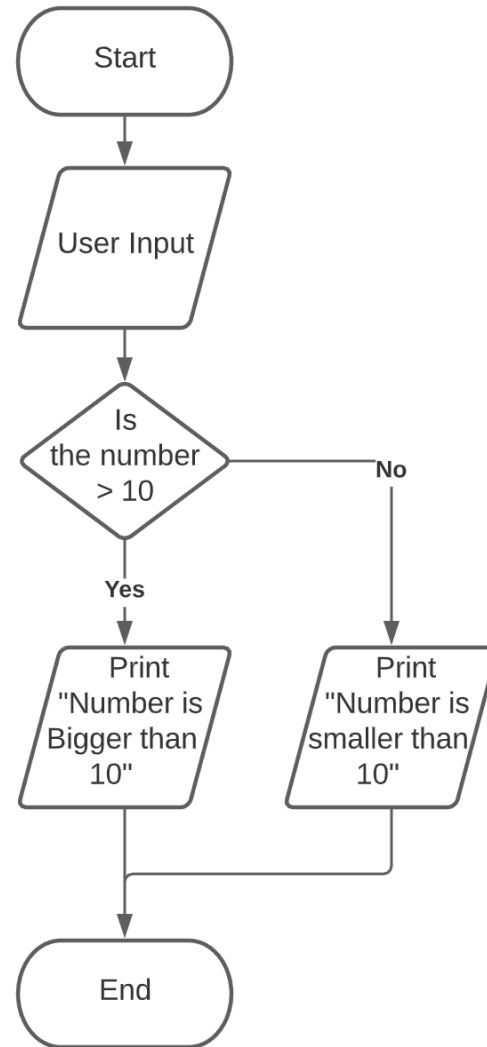 Start
User Input
Is
the number
> 10
No
Yes
Print
"Number is
Bigger than
10"
Print
"Number is
smaller than
10"
End